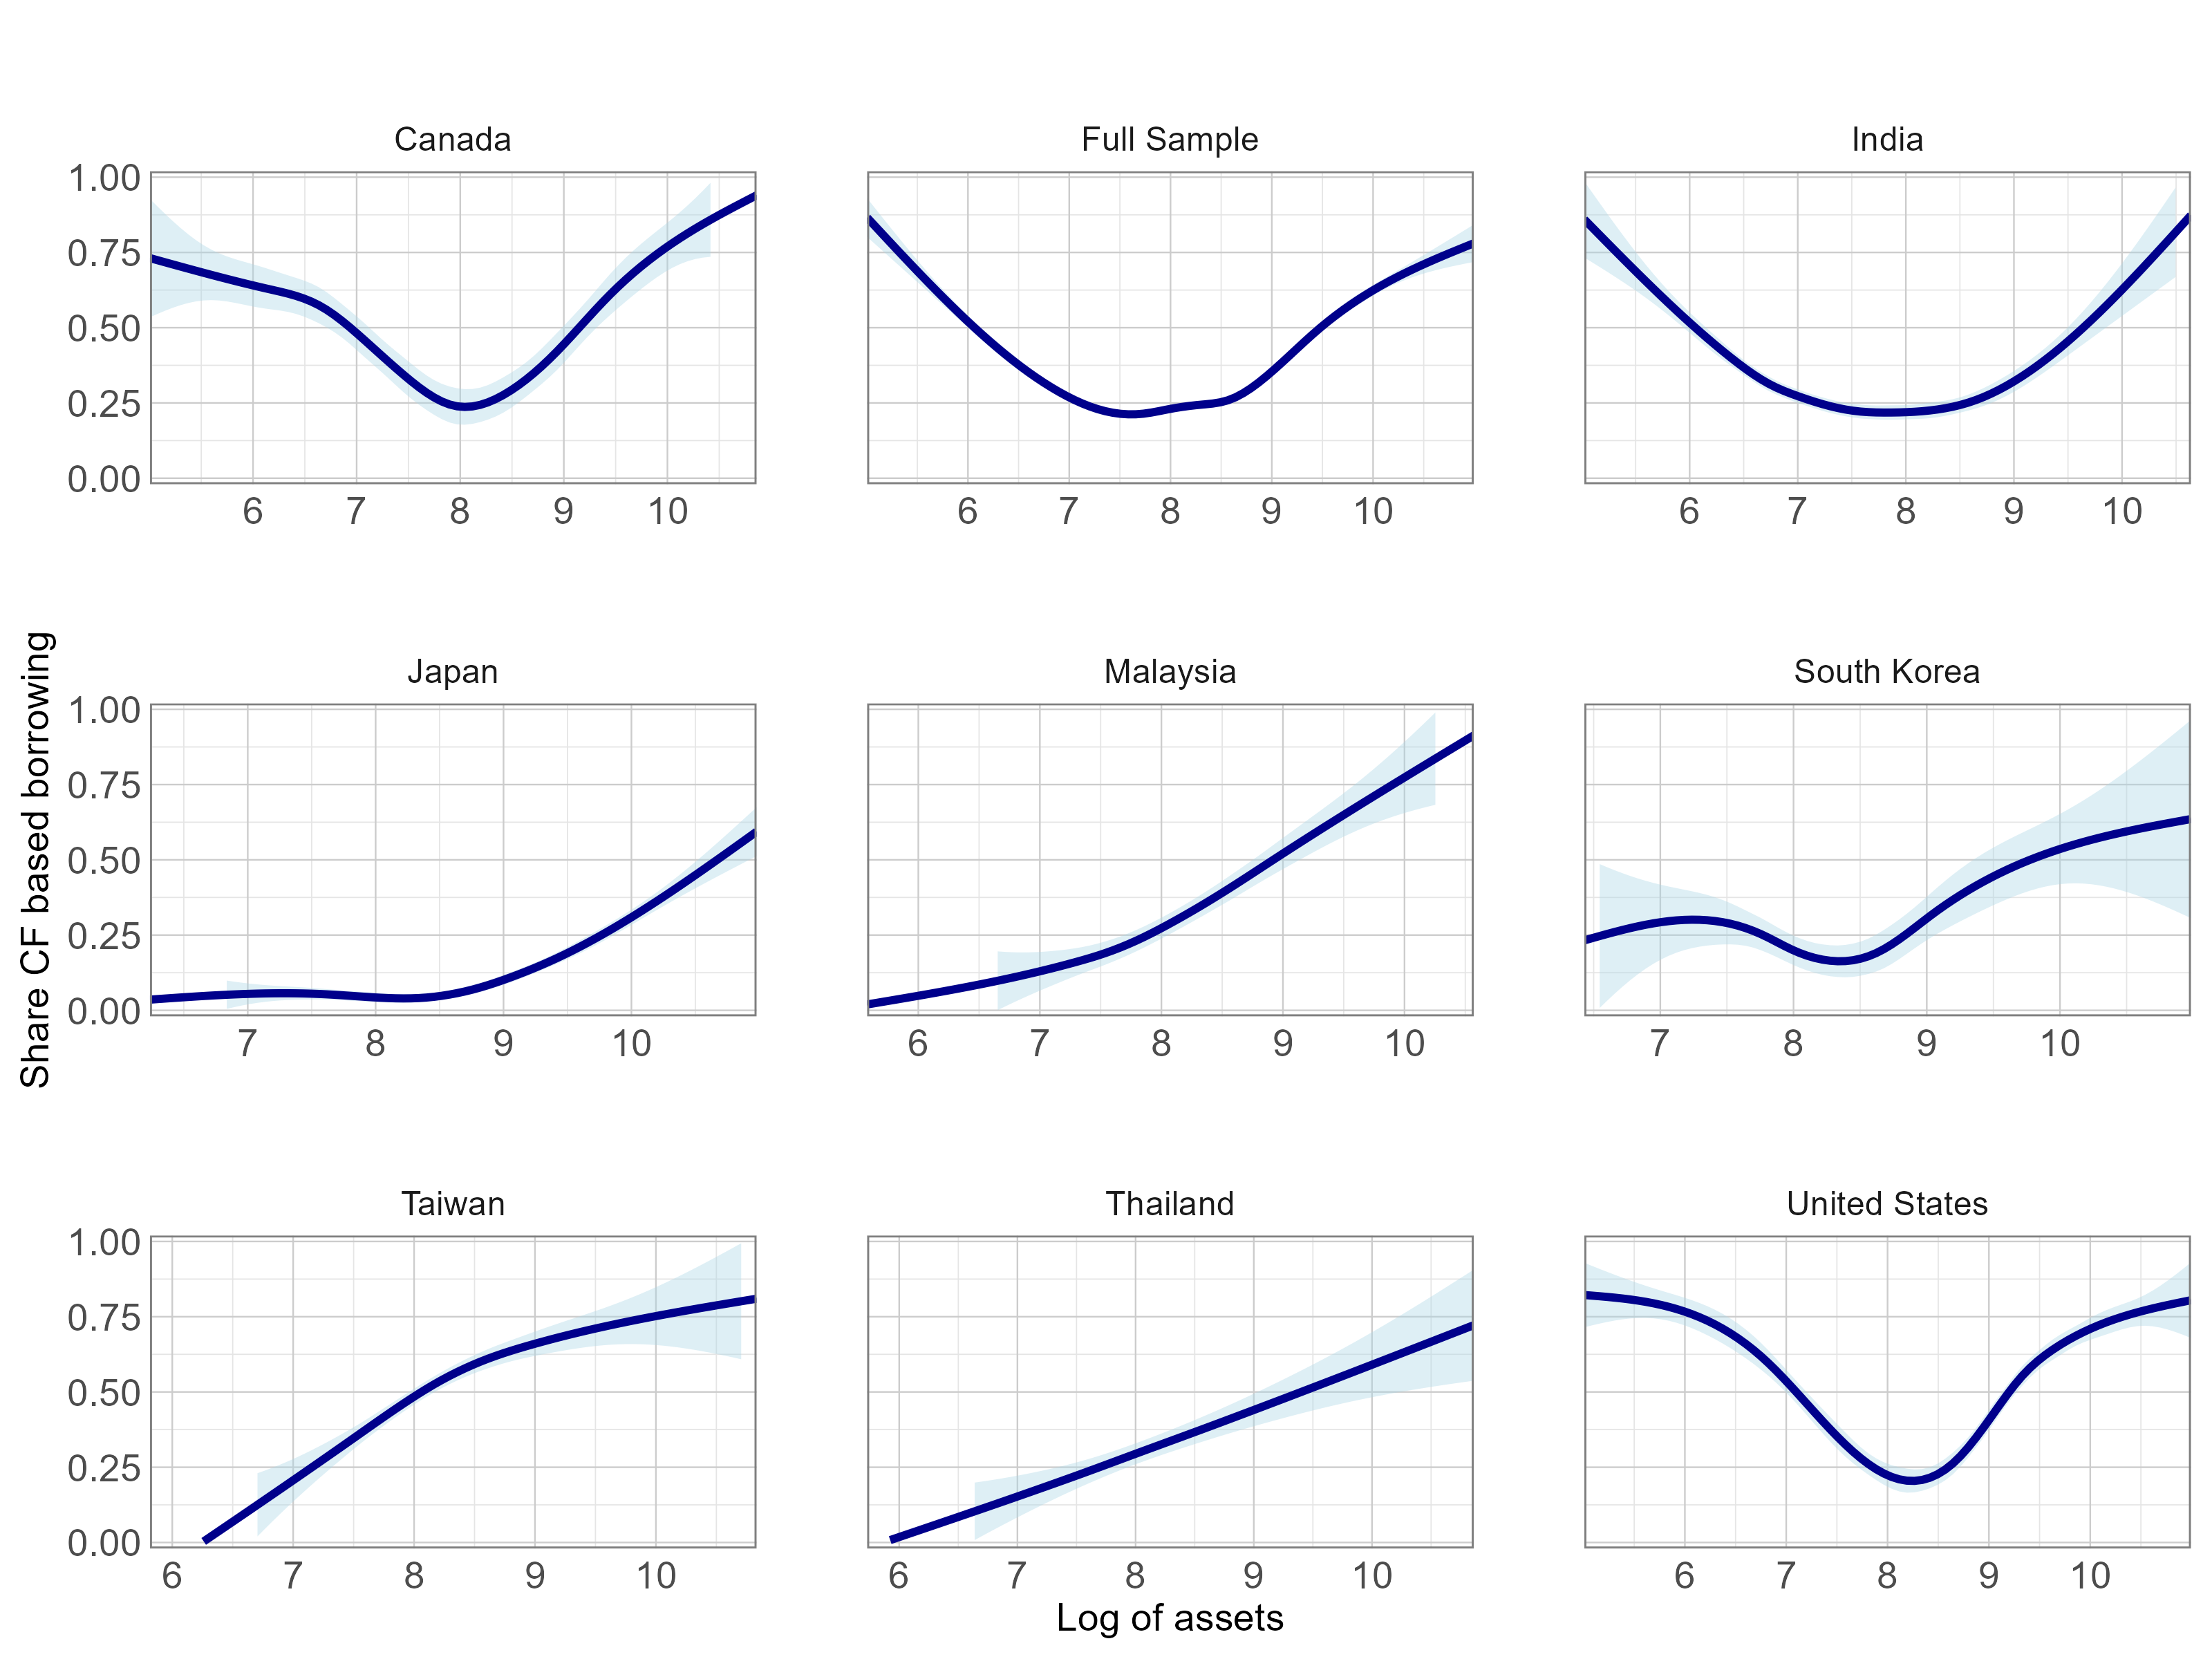 Canada
Full Sample
India
1.00
0.75
0.50
0.25
0.00
6 7 8 9 10
6 7 8 9 10
6 7 8 9 10
Share CF based borrowing
Japan
Malaysia
South Korea
1.00
0.75
0.50
0.25
0.00
7 8 9 10
6 7 8 9 10
7 8 9 10
Taiwan
Thailand
United States
1.00
0.75
0.50
0.25
0.00
6 7 8 9 10
6 7 8 9 10
6 7 8 9 10
Log of assets